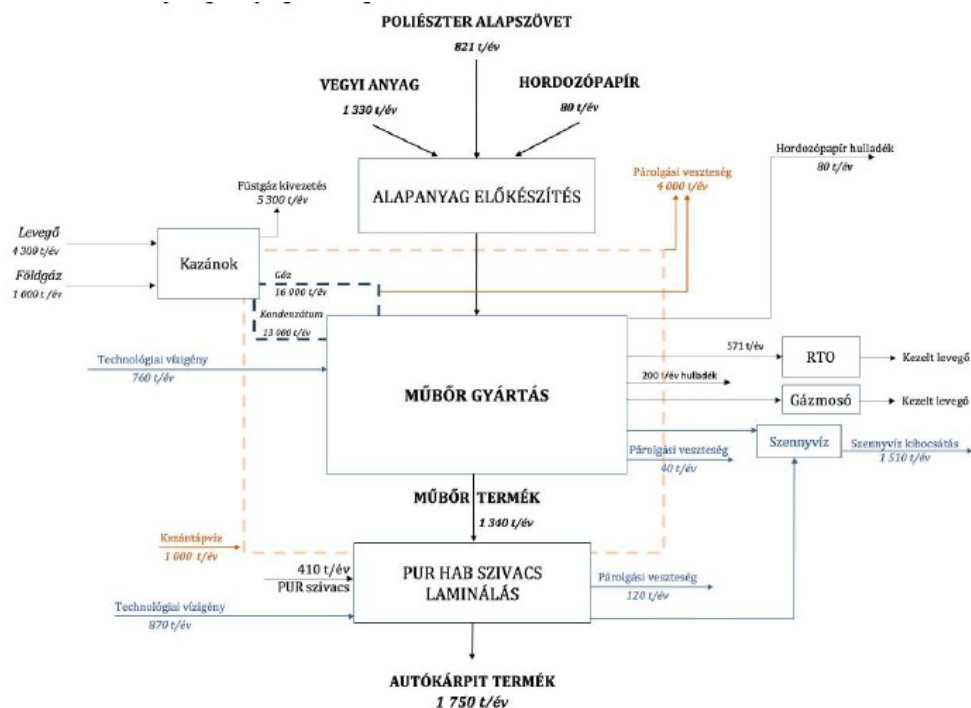 POLIÉSZTER ALAPSZÖVET
821 t/év
VEGYI ANYAG
1 330 t/év
HORDOZÓPAPÍR
80 t/év
Hordozópapír hulladék
80 t/év
ALAPANYAG ELŐKÉSZÍTÉS
Párolgási veszteség
4 000 t/év
Füstgáz kivezetés
5 300 t/év
Levegő
4 300 t/év
Földgáz
1 000 t/év
Kazánok
Gőz
16 000 t/év
Kondenzátum
13 000 t/év
Technológiai vízigény
760 t/év
MŰBŐR GYÁRTÁS
571 t/év
RTO
Kezelt levegő
200 t/év hulladék
Gázmosó
Kezelt levegő
Szennyvíz
Szennyvíz kibocsátás
1 510 t/év
Párolgási veszteség
40 t/év
MŰBŐR TERMÉK
1 340 t/év
Kazántápvíz
1 000 t/év
410 t/év
PUR szivacs
PUR HAB SZIVACS
LAMINÁLÁS
Párolgási veszteség
120 t/év
Technológiai vízigény
870 t/év
AUTÓKÁRPIT TERMÉK
1 750 t/év